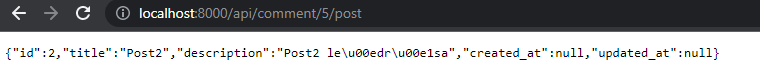 localhost:8000/api/comment/5/post
{"id":2,"title":"Post2","description":"Post2 le\u00edr\u00e1sa","created_at":null,"updated_at":null}